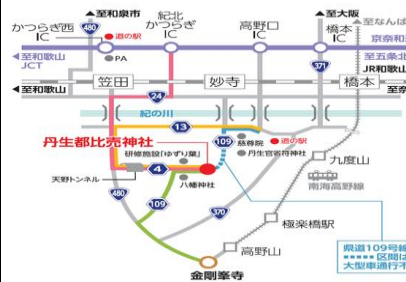 ▲至和泉市
▲至大阪
▲至なんば
かつらぎ西
IC
480
道の駅
紀北
かつらぎ
IC
高野口
IC
橋本
IC
京奈和
至和歌山
JCT
PA
371
至五条北
JR和歌山
◀至和歌山
笠田
妙寺
橋本
24
紀の川
13
丹生都比売神社
109
慈尊院
道の駅
丹生官省符神社
研修施設「ゆずり葉」
九度山
天野トンネル
4
八幡神社
南海高野線
480
109
370
極楽橋駅
高野山
県道109号線
区間は
大型車通行不
金剛峯寺